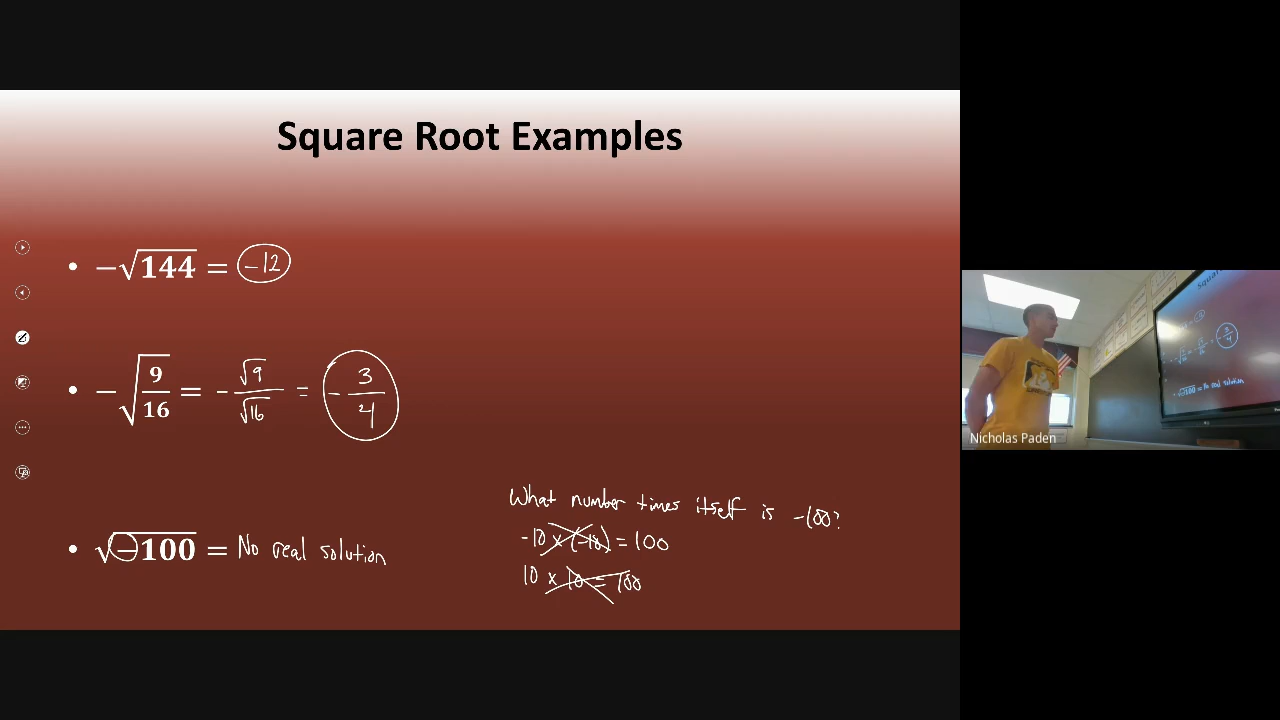 Square Root Examples
• −√144 = -12
• −√(9/16) = - √9/√16 = - 3/4
• √−100 = No real solution
What number times itself is -100?
-10 x (-10) = 100
10 x 10 = 100
Nicholas Paden